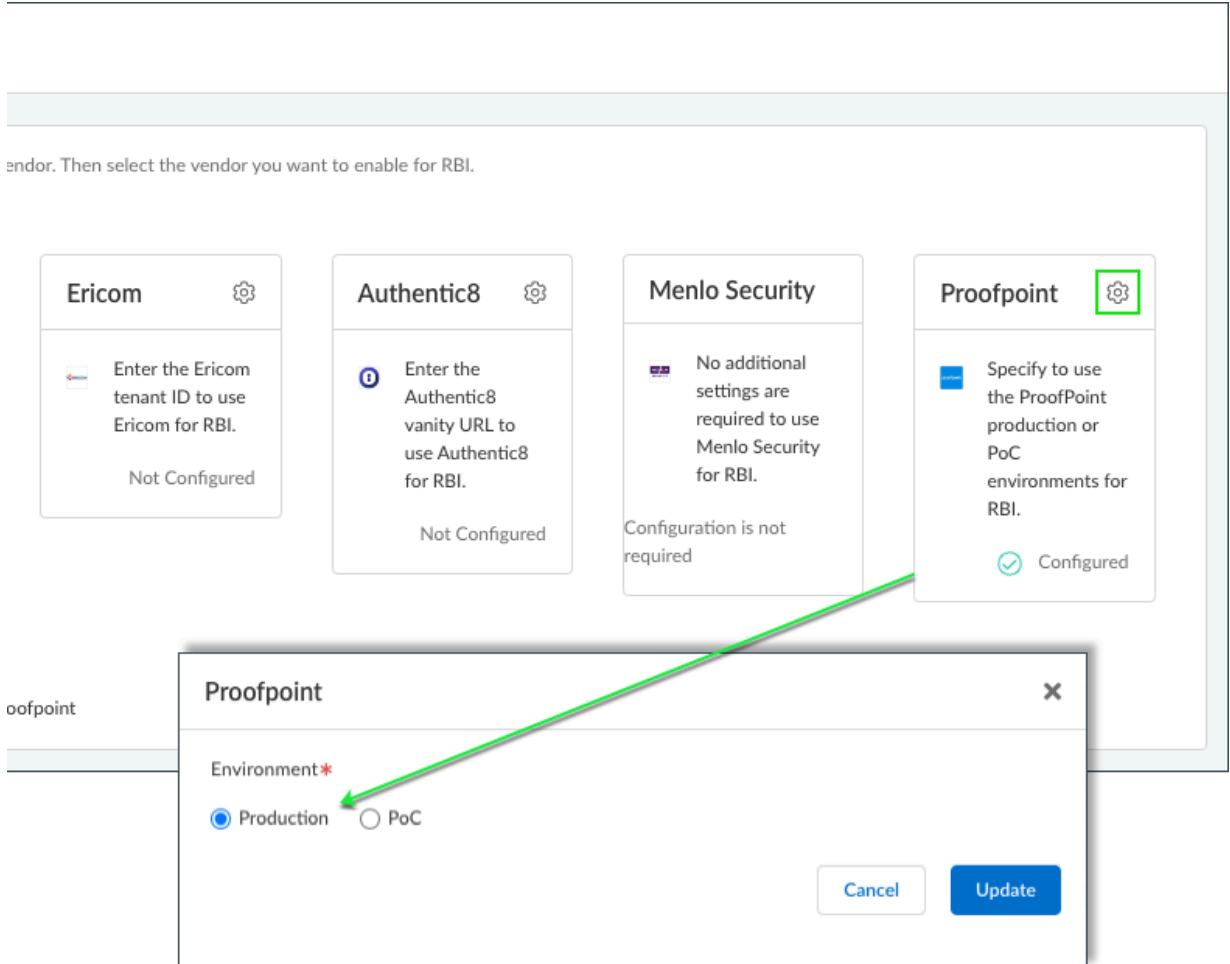 endor. Then select the vendor you want to enable for RBI.
Ericom
Enter the Ericom
tenant ID to use
Ericom for RBI.
Not Configured
Authentic8
Enter the
Authentic8
vanity URL to
use Authentic8
for RBI.
Not Configured
Menlo Security
No additional
settings are
required to use
Menlo Security
for RBI.
Configuration is not
required
Proofpoint
Specify to use
the ProofPoint
production or
PoC
environments for
RBI.
Configured
oofpoint
Proofpoint
Environment*
Production PoC
Cancel Update